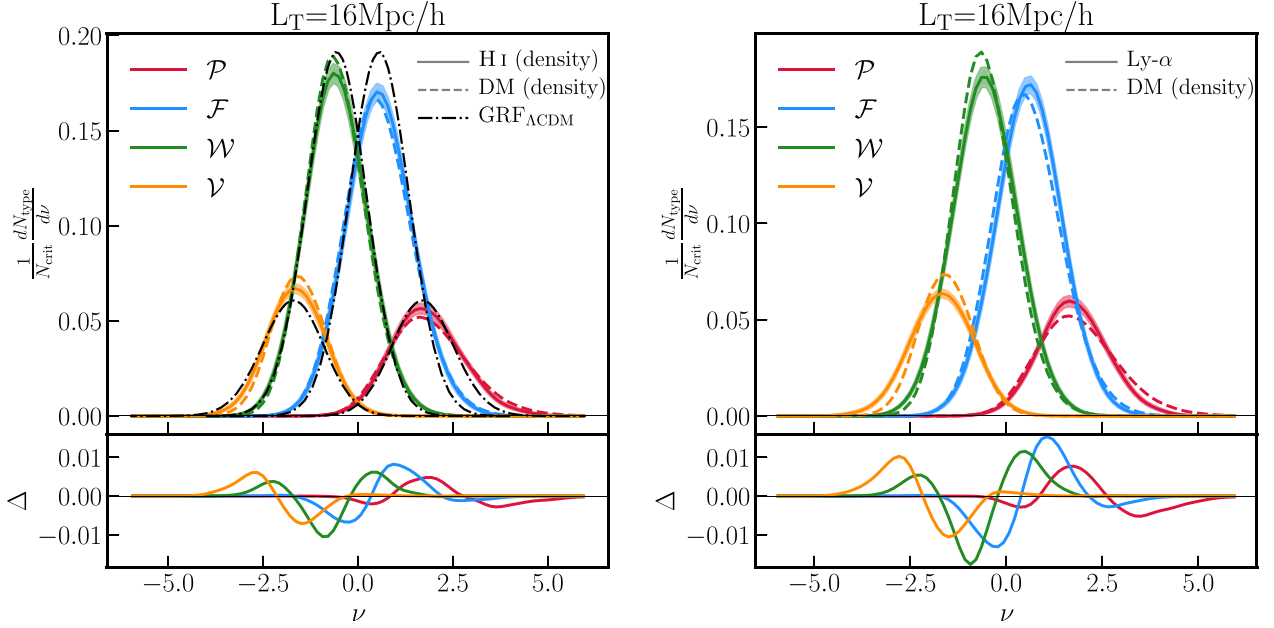 L_T=16Mpc/h
0.20
0.15
0.10
0.05
0.00
𝒫
ℱ
𝒲
𝒱
H I (density)
DM (density)
GRF_ΛCDM
1/N_crit dN_type/dν
0.01
0.00
−0.01
Δ
−5.0 −2.5 0.0 2.5 5.0
ν
L_T=16Mpc/h
0.15
0.10
0.05
0.00
𝒫
ℱ
𝒲
𝒱
Ly-α
DM (density)
1/N_crit dN_type/dν
0.01
0.00
−0.01
Δ
−5.0 −2.5 0.0 2.5 5.0
ν